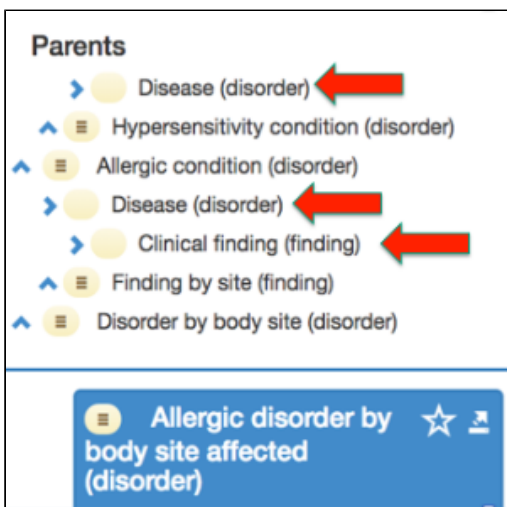 Parents
Disease (disorder)
Hypersensitivity condition (disorder)
Allergic condition (disorder)
Disease (disorder)
Clinical finding (finding)
Finding by site (finding)
Disorder by body site (disorder)
Allergic disorder by
body site affected
(disorder)